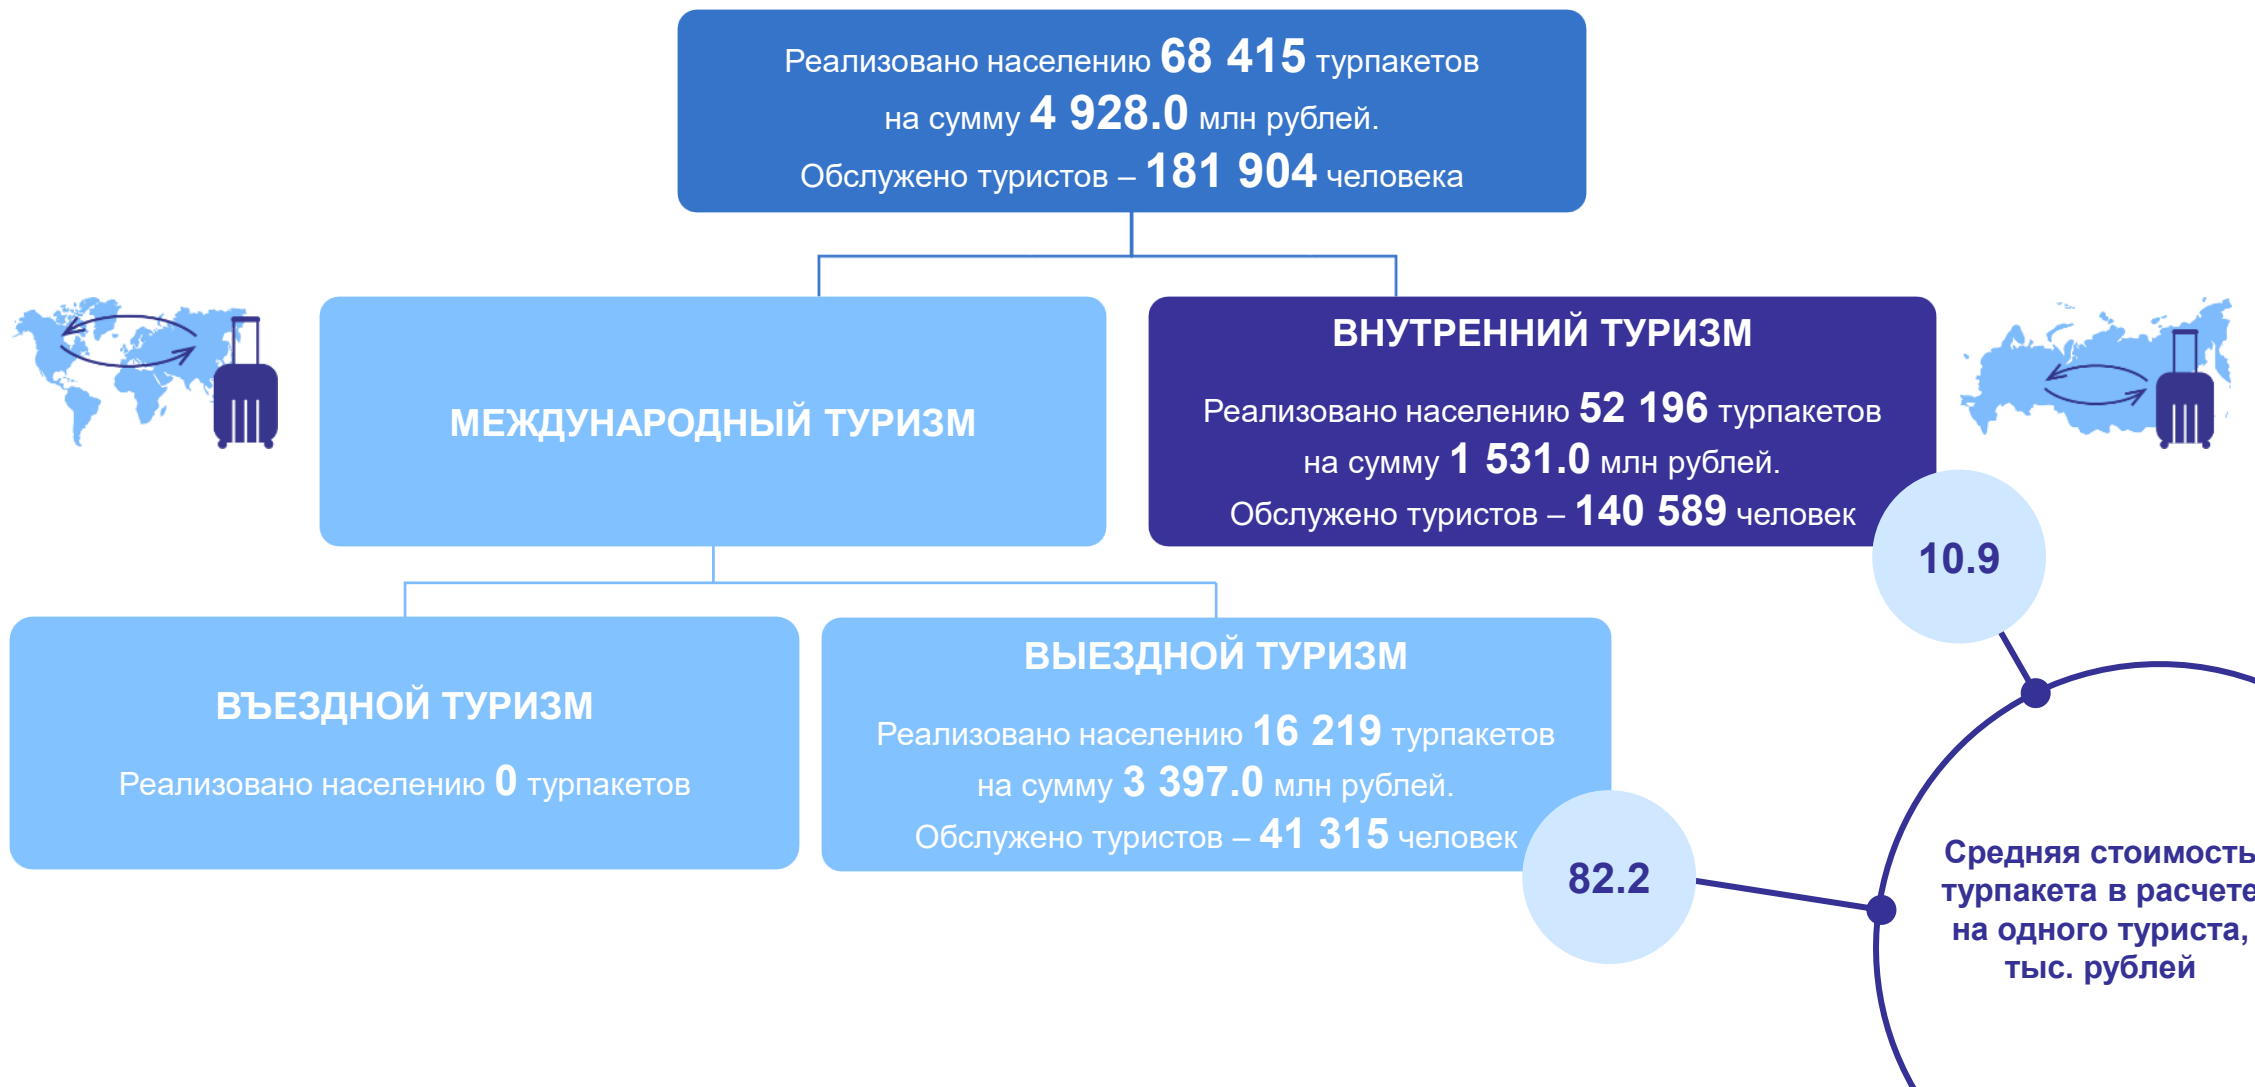 Реализовано населению 68 415 турпакетов
на сумму 4 928.0 млн рублей.
Обслужено туристов – 181 904 человека
МЕЖДУНАРОДНЫЙ ТУРИЗМ
ВНУТРЕННИЙ ТУРИЗМ
Реализовано населению 52 196 турпакетов
на сумму 1 531.0 млн рублей.
Обслужено туристов – 140 589 человек
10.9
ВЪЕЗДНОЙ ТУРИЗМ
Реализовано населению 0 турпакетов
ВЫЕЗДНОЙ ТУРИЗМ
Реализовано населению 16 219 турпакетов
на сумму 3 397.0 млн рублей.
Обслужено туристов – 41 315 человек
82.2
Средняя стоимость
турпакета в расчете
на одного туриста,
тыс. рублей